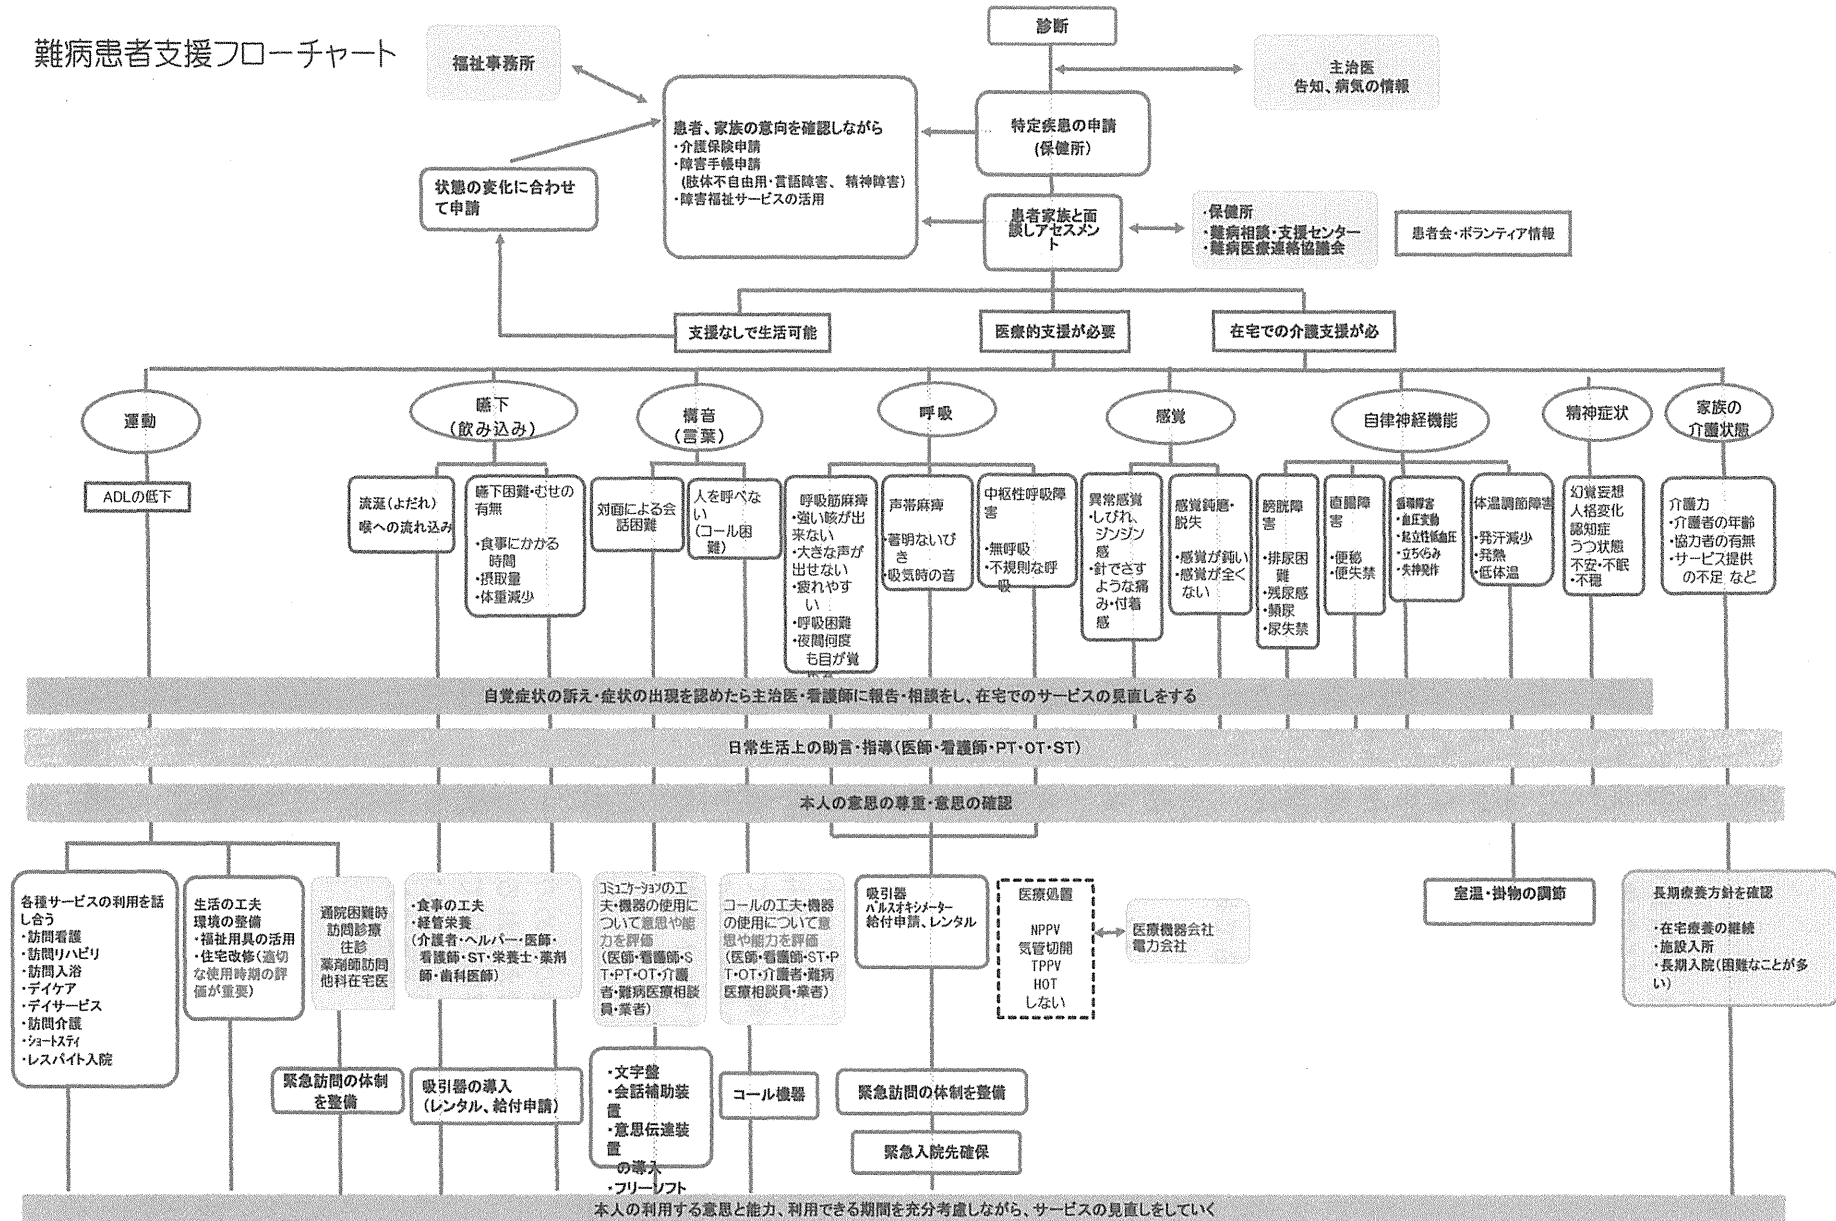 難病患者支援フローチャート
福祉事務所
診断
主治医
告知、病気の情報
患者、家族の意向を確認しながら
・介護保険申請
・障害手帳申請
(肢体不自由用・言語障害、精神障害)
・障害福祉サービスの活用
特定疾患の申請
(保健所)
状態の変化に合わせ
て申請
患者家族と面
談しアセスメン
ト
・保健所
・難病相談・支援センター
・難病医療連絡協議会
患者会・ボランティア情報
支援なしで生活可能
医療的支援が必要
在宅での介護支援が必
運動
嚥下
(飲み込み)
構音
(言葉)
呼吸
感覚
自律神経機能
精神症状
家族の
介護状態
ADLの低下
流涎(よだれ)
喉への流れ込み
嚥下困難・むせの
有無
・食事にかかる
時間
・摂取量
・体重減少
対面による会
話困難
人を呼べな
い
(コール困
難)
呼吸筋麻痺
・強い咳が出
来ない
・大きな声が
出せない
・疲れやす
い
・呼吸困難
・夜間何度
も目が覚
声帯麻痺
・著明ないび
き
・吸気時の音
中枢性呼吸障
害
・無呼吸
・不規則な呼
吸
異常感覚
・しびれ、
ジンジン
感
・針でさす
ような痛
み・付着
感
感覚鈍磨・
脱失
・感覚が鈍い
・感覚が全く
ない
膀胱障
害
・排尿困
難
・残尿感
・頻尿
・尿失禁
直腸障
害
・便秘
・便失禁
循環障害
・血圧変動
・起立性低血圧
・立ちくらみ
・失神発作
体温調節障害
・発汗減少
・発熱
・低体温
幻覚妄想
人格変化
認知症
うつ状態
不安・不眠
・不穏
介護力
・介護者の年齢
・協力者の有無
・サービス提供
の不足 など
自覚症状の訴え・症状の出現を認めたら主治医・看護師に報告・相談をし、在宅でのサービスの見直しをする
日常生活上の助言・指導(医師・看護師・PT・OT・ST)
本人の意思の尊重・意思の確認
各種サービスの利用を話
し合う
・訪問看護
・訪問リハビリ
・訪問入浴
・デイケア
・デイサービス
・訪問介護
・ショートスティ
・レスパイト入院
生活の工夫
環境の整備
・福祉用具の活用
・住宅改修(適切
な使用時期の評
価が重要)
通院困難時
訪問診療
往診
薬剤師訪問
他科在宅医
・食事の工夫
・経管栄養
(介護者・ヘルパー・医師・
看護師・ST・栄養士・薬剤
師・歯科医師)
コミュニケーションの工
夫・機器の使用に
ついて意思や能
力を評価
(医師・看護師・S
T・PT・OT・介護
者・難病医療相談
員・業者)
コールの工夫・機器
の使用について意
思や能力を評価
(医師・看護師・ST・P
T・OT・介護者・難病
医療相談員・業者)
吸引器
パルスオキシメーター
給付申請、レンタル
医療処置
NPPV
気管切開
TPPV
HOT
しない
医療機器会社
電力会社
室温・掛物の調節
長期療養方針を確認
・在宅療養の継続
・施設入所
・長期入院(困難なことが多
い)
緊急訪問の体制
を整備
吸引器の導入
(レンタル、給付申請)
・文字盤
・会話補助装
置
・意思伝達装
置
の導入
・フリーソフト
コール機器
緊急訪問の体制を整備
緊急入院先確保
本人の利用する意思と能力、利用できる期間を充分考慮しながら、サービスの見直しをしていく